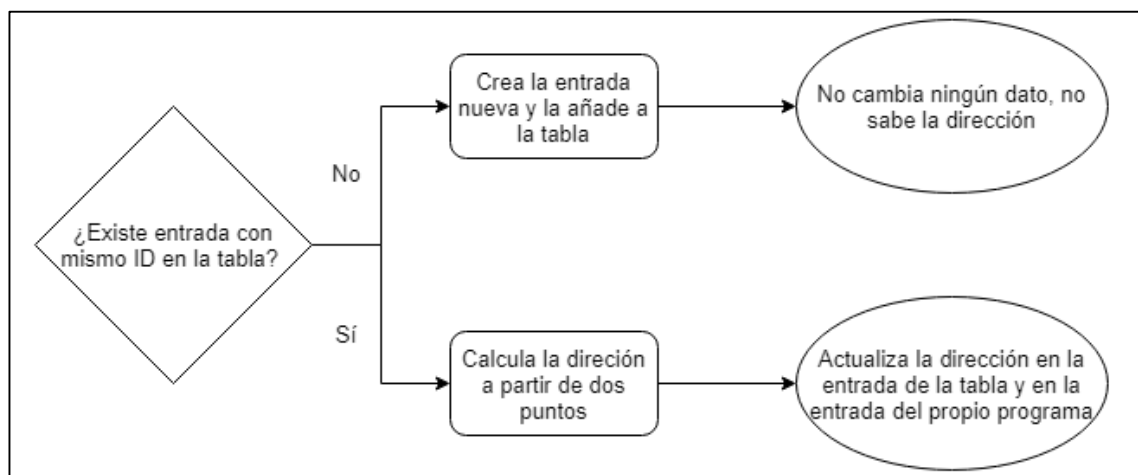 ¿Existe entrada con
mismo ID en la tabla?
No
Crea la entrada
nueva y la añade a
la tabla
No cambia ningún dato, no
sabe la dirección
Sí
Calcula la direción
a partir de dos
puntos
Actualiza la dirección en la
entrada de la tabla y en la
entrada del propio programa